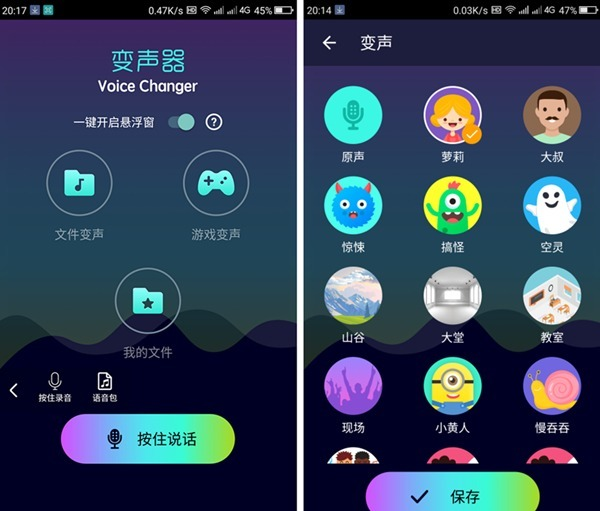 20:17
0.47K/s HD 4G 45%
变声器
Voice Changer
一键开启悬浮窗 ?
文件变声
游戏变声
我的文件
按住录音
语音包
按住说话
20:14
0.03K/s HD 4G 47%
变声
原声
萝莉
大叔
惊悚
搞怪
空灵
山谷
大堂
教室
现场
小黄人
慢吞吞
保存